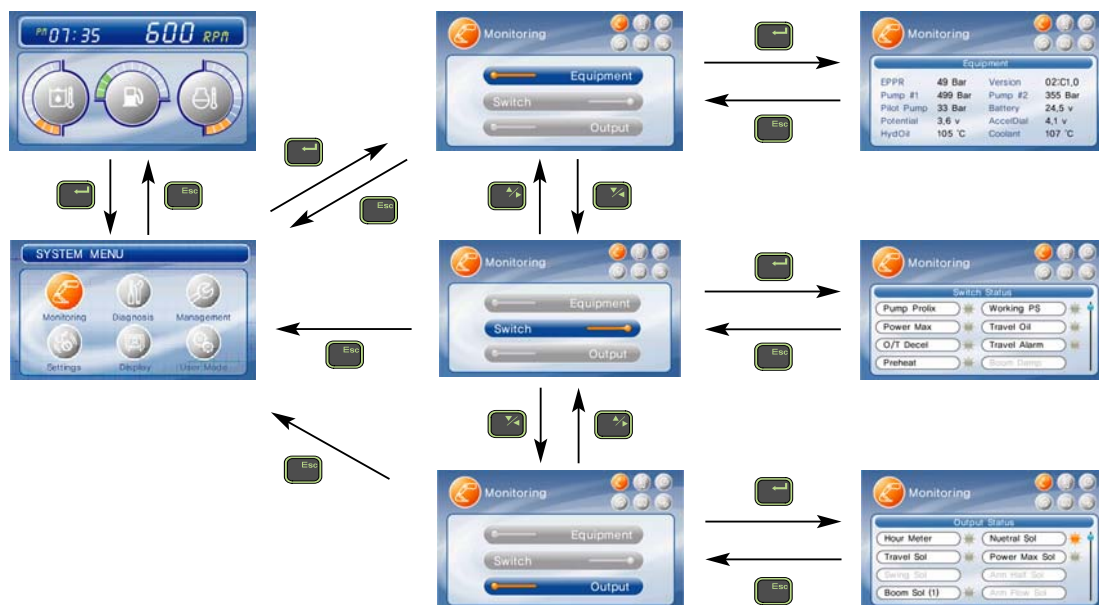 PM 07:35 600 RPM
Esc
SYSTEM MENU
Monitoring Diagnosis Management
Settings Display User Mode
Esc
Esc
Esc
Monitoring
Equipment
Switch
Output
Esc
Monitoring
Equipment
EPPR 49 Bar Version 02:C1,0
Pump #1 499 Bar Pump #2 355 Bar
Pilot Pump 33 Bar Battery 24,5 v
Potential 3,6 v AccelDial 4,1 v
HydOil 105 °C Coolant 107 °C
Monitoring
Equipment
Switch
Output
Esc
Monitoring
Switch Status
Pump Prolix Working PS
Power Max Travel Oil
O/T Decel Travel Alarm
Preheat Boom Damp
Monitoring
Equipment
Switch
Output
Esc
Monitoring
Output Status
Hour Meter Nuetral Sol
Travel Sol Power Max Sol
Swing Sol Arm Half Sol
Boom Sol (1) Arm Flow Sol